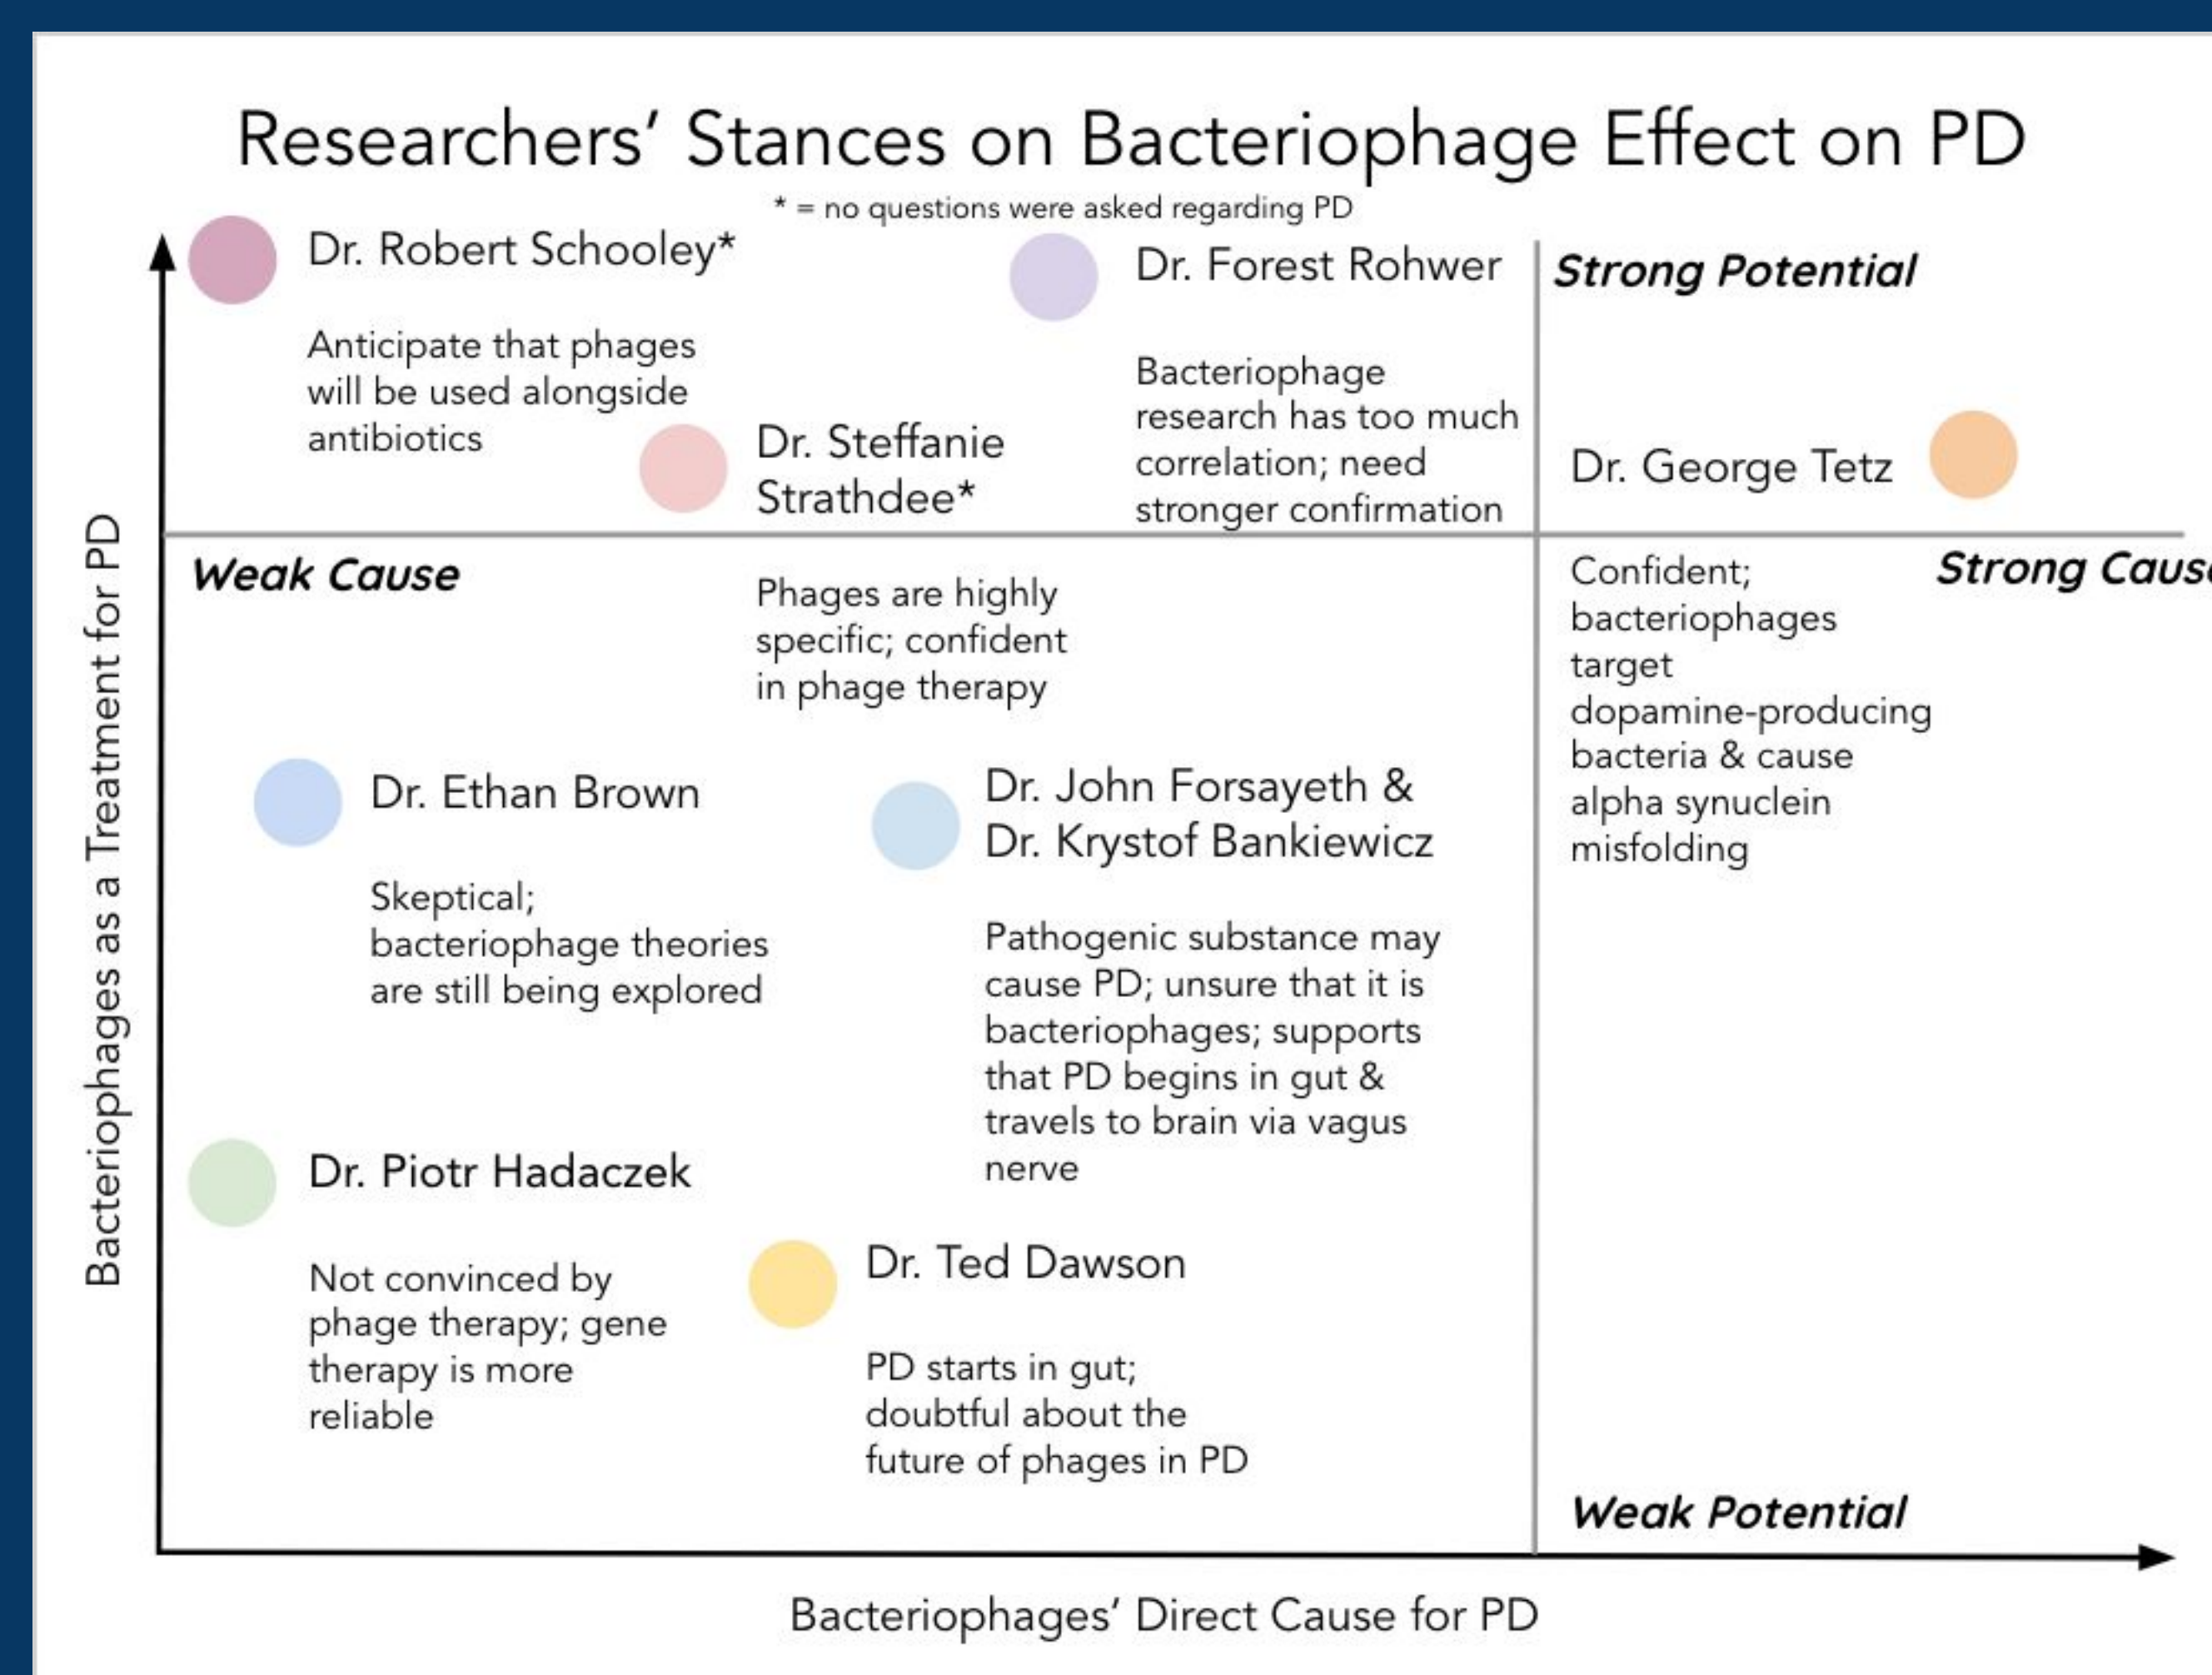 Researchers' Stances on Bacteriophage Effect on PD
* = no questions were asked regarding PD
Dr. Robert Schooley*
Anticipate that phages
will be used alongside
antibiotics
Dr. Steffanie
Strathdee*
Phages are highly
specific; confident
in phage therapy
Dr. Forest Rohwer
Bacteriophage
research has too much
correlation; need
stronger confirmation
Strong Potential
Dr. George Tetz
Confident;
bacteriophages
target
dopamine-producing
bacteria & cause
alpha synuclein
misfolding
Weak Cause
Strong Cause
Dr. Ethan Brown
Skeptical;
bacteriophage theories
are still being explored
Dr. John Forsayeth &
Dr. Krystof Bankiewicz
Pathogenic substance may
cause PD; unsure that it is
bacteriophages; supports
that PD begins in gut &
travels to brain via vagus
nerve
Dr. Piotr Hadaczek
Not convinced by
phage therapy; gene
therapy is more
reliable
Dr. Ted Dawson
PD starts in gut;
doubtful about the
future of phages in PD
Weak Potential
Bacteriophages as a Treatment for PD
Bacteriophages' Direct Cause for PD